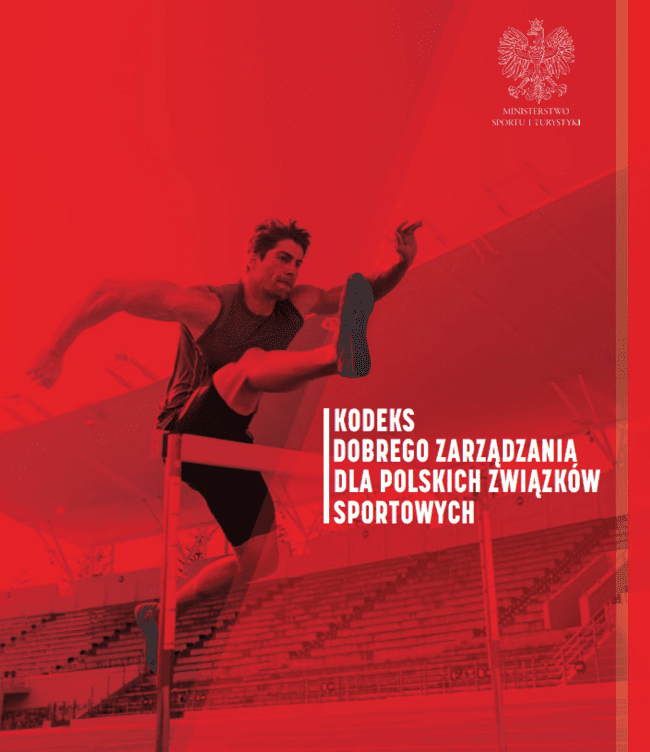 MINISTERSTWO
SPORTU I TURYSTYKI
KODEKS
DOBREGO ZARZĄDZANIA
DLA POLSKICH ZWIĄZKÓW
SPORTOWYCH